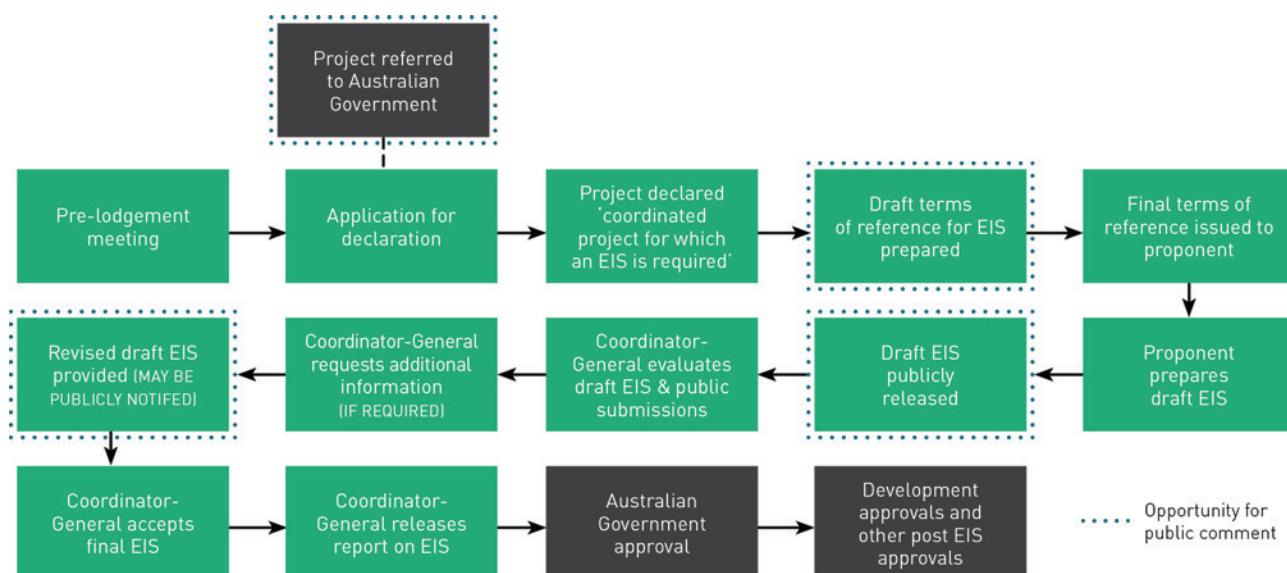 Project referred
to Australian
Government
Pre-lodgement
meeting
Application for
declaration
Project declared
'coordinated
project for which
an EIS is required'
Draft terms
of reference for EIS
prepared
Final terms of
reference issued to
proponent
Revised draft EIS
provided (MAY BE
PUBLICLY NOTIFED)
Coordinator-General
requests additional
information
(IF REQUIRED)
Coordinator-
General evaluates
draft EIS & public
submissions
Draft EIS
publicly
released
Proponent
prepares
draft EIS
Coordinator-
General accepts
final EIS
Coordinator-
General releases
report on EIS
Australian
Government
approval
Development
approvals and
other post EIS
approvals
Opportunity for
public comment